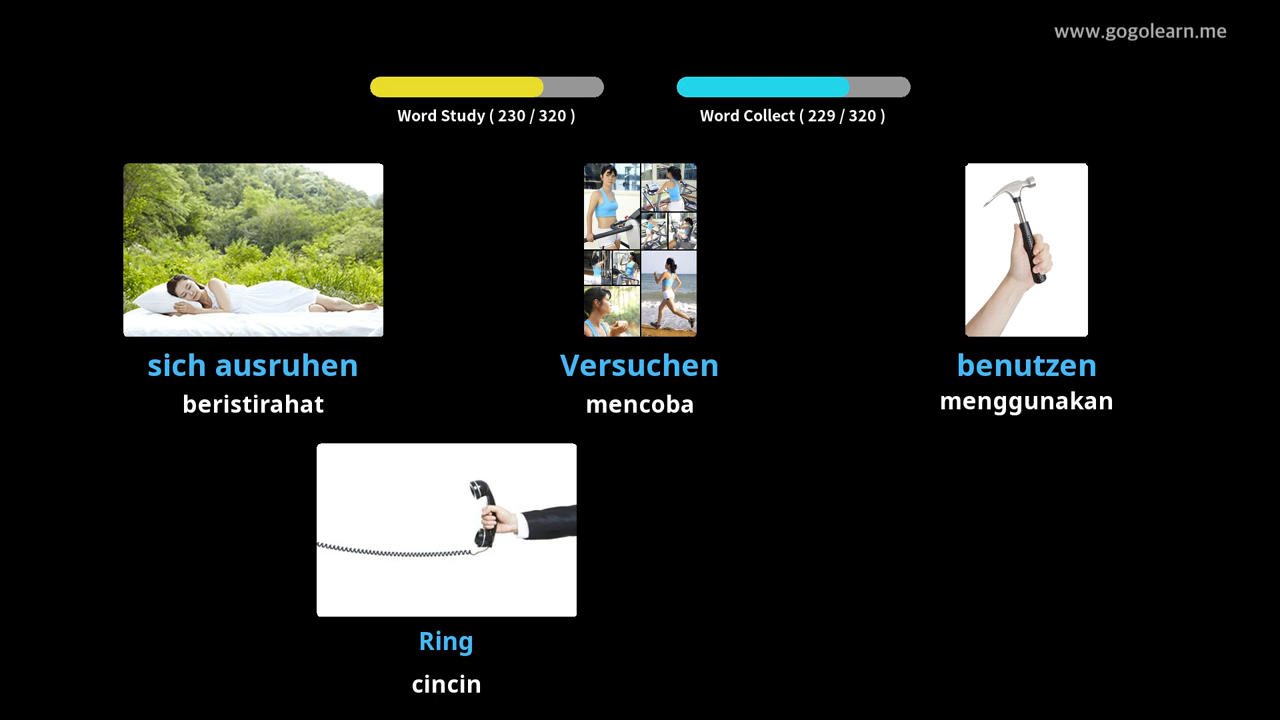 www.gogolearn.me
Word Study ( 230 / 320 )
Word Collect ( 229 / 320 )
sich ausruhen
beristirahat
Versuchen
mencoba
benutzen
menggunakan
Ring
cincin